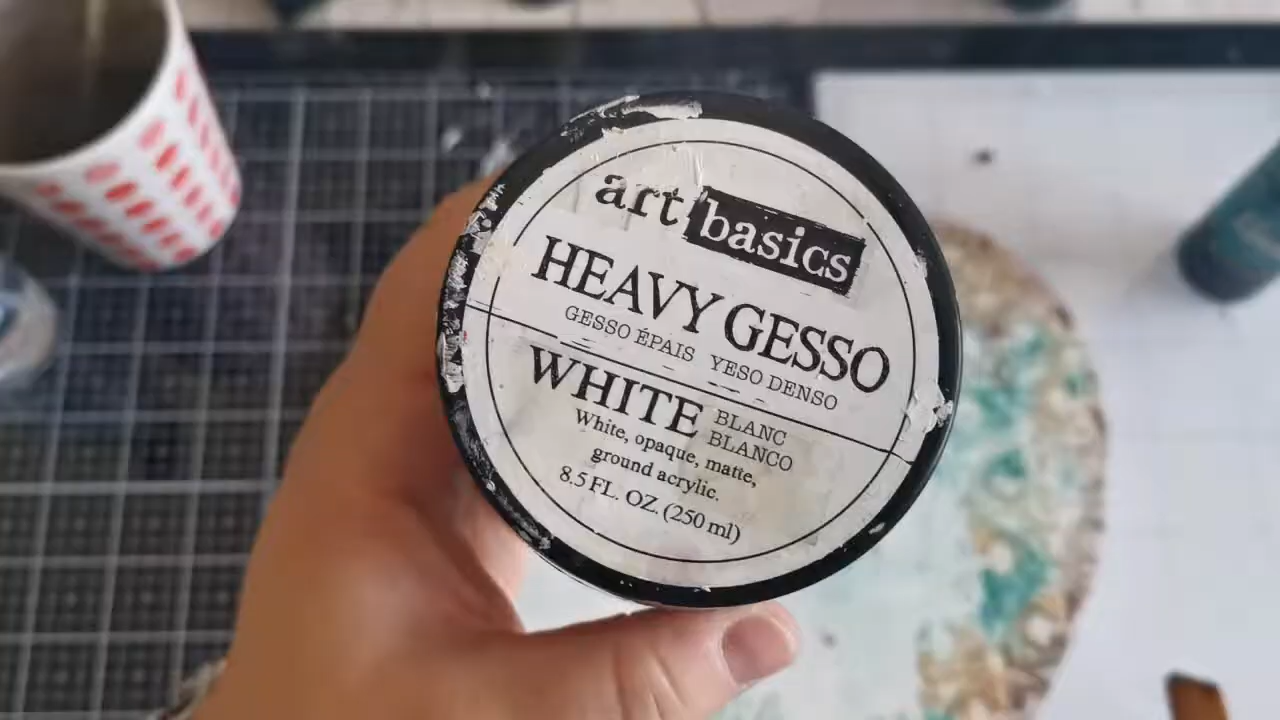 art basics
HEAVY GESSO
GESSO ÉPAIS YESO DENSO
WHITE BLANC
BLANCO
White, opaque, matte,
ground acrylic.
8.5 FL. OZ. (250 ml)